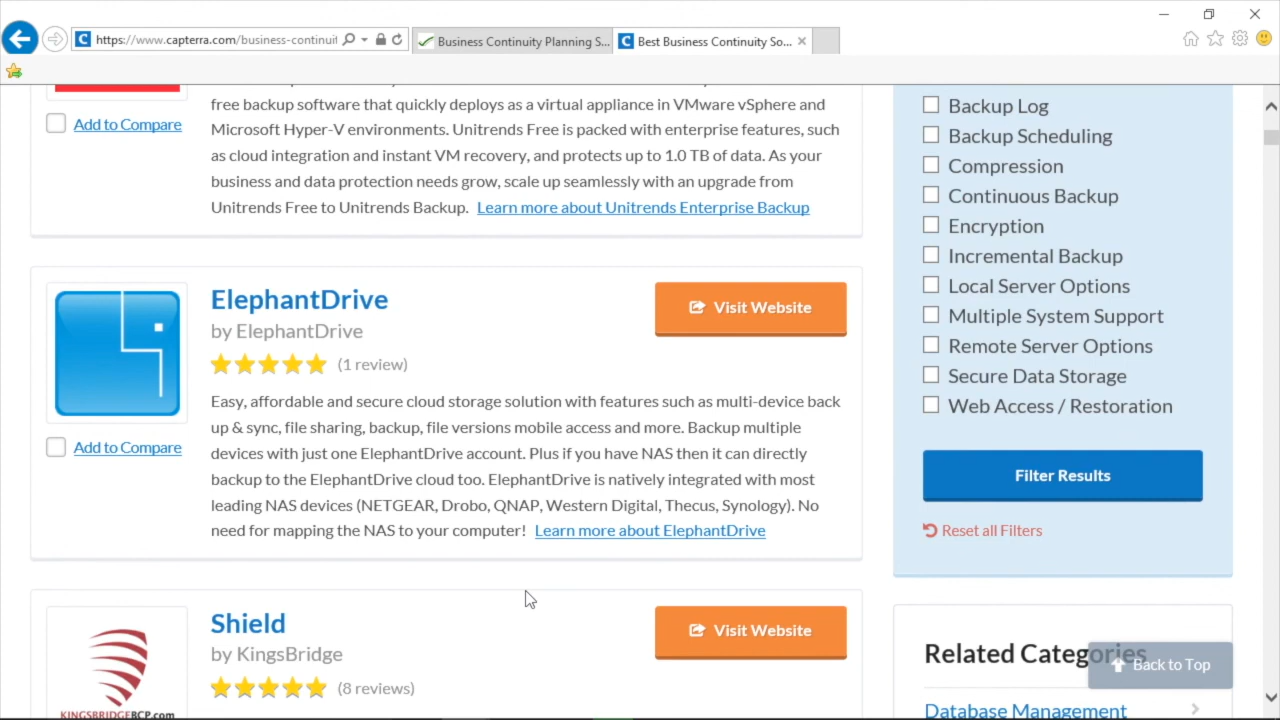 https://www.capterra.com/business-continuit
Business Continuity Planning S...
Best Business Continuity So...
Add to Compare
free backup software that quickly deploys as a virtual appliance in VMware vSphere and
Microsoft Hyper-V environments. Unitrends Free is packed with enterprise features, such
as cloud integration and instant VM recovery, and protects up to 1.0 TB of data. As your
business and data protection needs grow, scale up seamlessly with an upgrade from
Unitrends Free to Unitrends Backup. Learn more about Unitrends Enterprise Backup
ElephantDrive
by ElephantDrive
(1 review)
Visit Website
Add to Compare
Easy, affordable and secure cloud storage solution with features such as multi-device back
up & sync, file sharing, backup, file versions mobile access and more. Backup multiple
devices with just one ElephantDrive account. Plus if you have NAS then it can directly
backup to the ElephantDrive cloud too. ElephantDrive is natively integrated with most
leading NAS devices (NETGEAR, Drobo, QNAP, Western Digital, Thecus, Synology). No
need for mapping the NAS to your computer! Learn more about ElephantDrive
Shield
by KingsBridge
(8 reviews)
Visit Website
KINGSBRIDGEBCP.com
Backup Log
Backup Scheduling
Compression
Continuous Backup
Encryption
Incremental Backup
Local Server Options
Multiple System Support
Remote Server Options
Secure Data Storage
Web Access / Restoration
Filter Results
Reset all Filters
Related Categories
Back to Top
Database Management